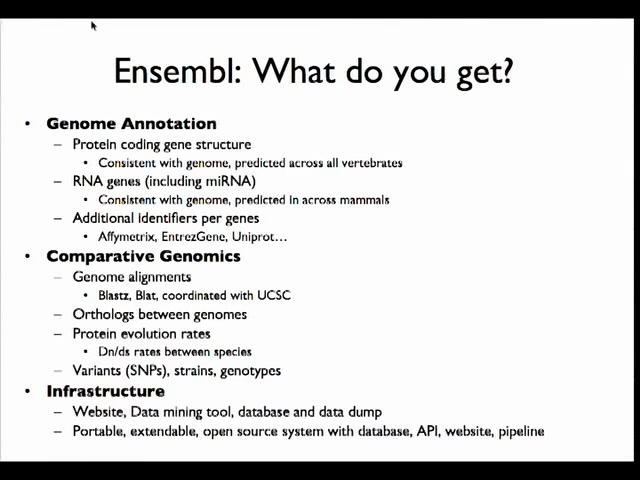 Ensembl: What do you get?
• Genome Annotation
– Protein coding gene structure
• Consistent with genome, predicted across all vertebrates
– RNA genes (including miRNA)
• Consistent with genome, predicted in across mammals
– Additional identifiers per genes
• Affymetrix, EntrezGene, Uniprot...
• Comparative Genomics
– Genome alignments
• Blastz, Blat, coordinated with UCSC
– Orthologs between genomes
– Protein evolution rates
• Dn/ds rates between species
– Variants (SNPs), strains, genotypes
• Infrastructure
– Website, Data mining tool, database and data dump
– Portable, extendable, open source system with database, API, website, pipeline